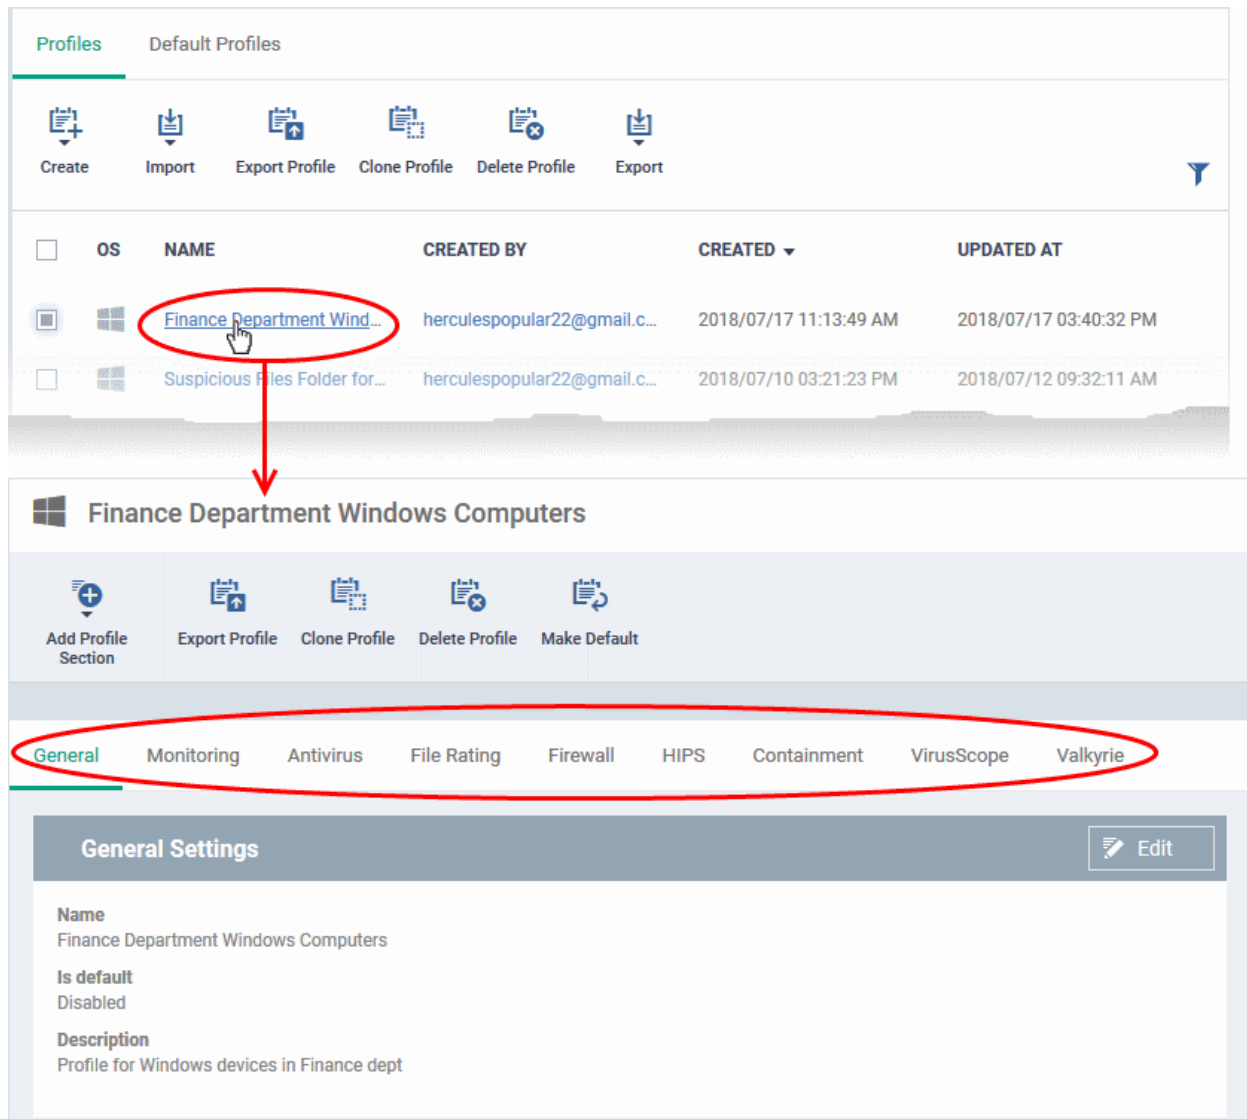 Profiles Default Profiles
Create Import Export Profile Clone Profile Delete Profile Export
OS NAME CREATED BY CREATED UPDATED AT
Finance Department Wind... herculespopular22@gmail.c... 2018/07/17 11:13:49 AM 2018/07/17 03:40:32 PM
Suspicious Files Folder for... herculespopular22@gmail.c... 2018/07/10 03:21:23 PM 2018/07/12 09:32:11 AM
Finance Department Windows Computers
Add Profile Section Export Profile Clone Profile Delete Profile Make Default
General Monitoring Antivirus File Rating Firewall HIPS Containment VirusScope Valkyrie
General Settings Edit
Name
Finance Department Windows Computers
Is default
Disabled
Description
Profile for Windows devices in Finance dept